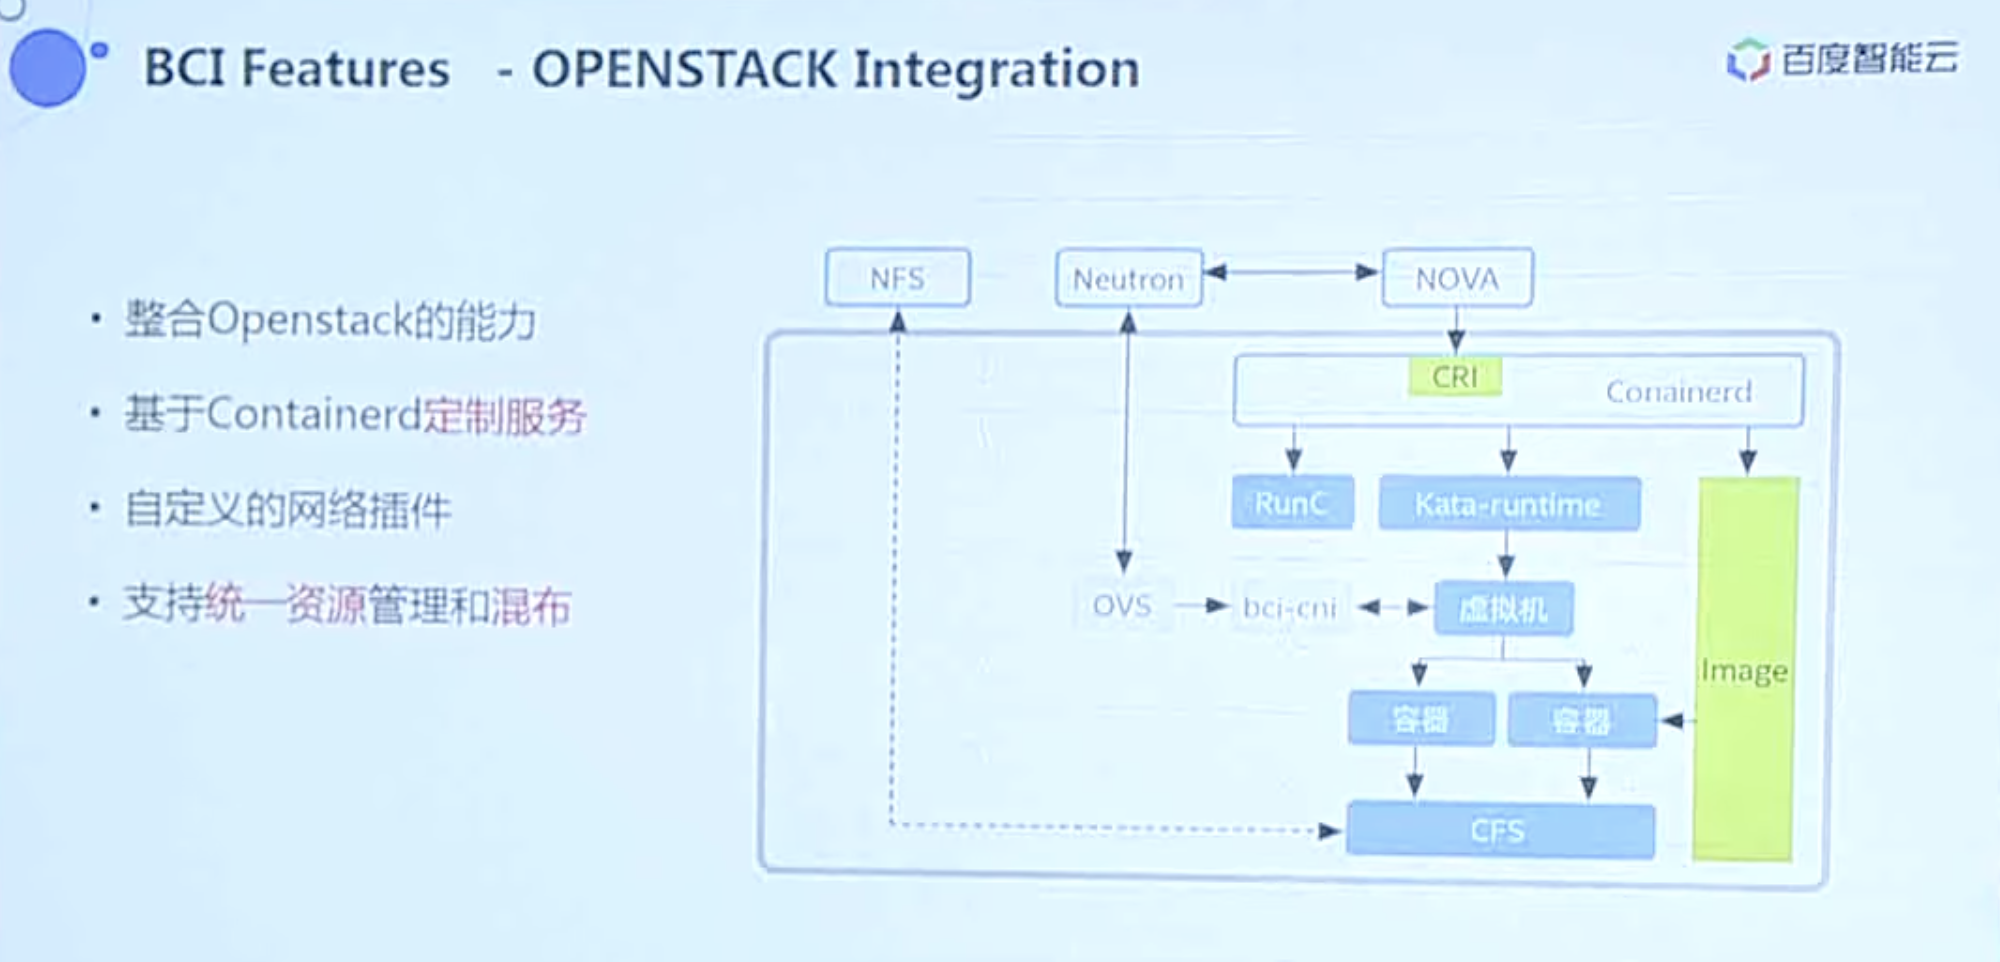 BCI Features - OPENSTACK Integration
百度智能云
• 整合Openstack的能力
• 基于Containerd定制服务
• 自定义的网络插件
• 支持统一资源管理和混布
NFS
Neutron
NOVA
CRI
Conainerd
RunC
Kata-runtime
OVS
bci-cni
虚拟机
Image
容器
容器
CFS